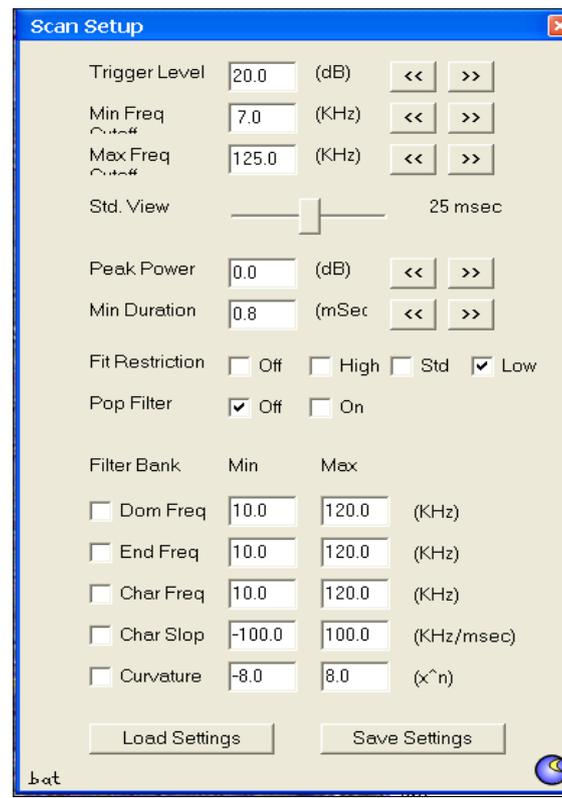 Scan Setup
Trigger Level 20.0 (dB) << >>
Min Freq Cutoff 7.0 (KHz) << >>
Max Freq Cutoff 125.0 (KHz) << >>
Std. View 25 msec
Peak Power 0.0 (dB) << >>
Min Duration 0.8 (mSec << >>
Fit Restriction Off High Std Low
Pop Filter Off On
Filter Bank Min Max
Dom Freq 10.0 120.0 (KHz)
End Freq 10.0 120.0 (KHz)
Char Freq 10.0 120.0 (KHz)
Char Slop -100.0 100.0 (KHz/msec)
Curvature -8.0 8.0 (x^n)
Load Settings Save Settings
bat